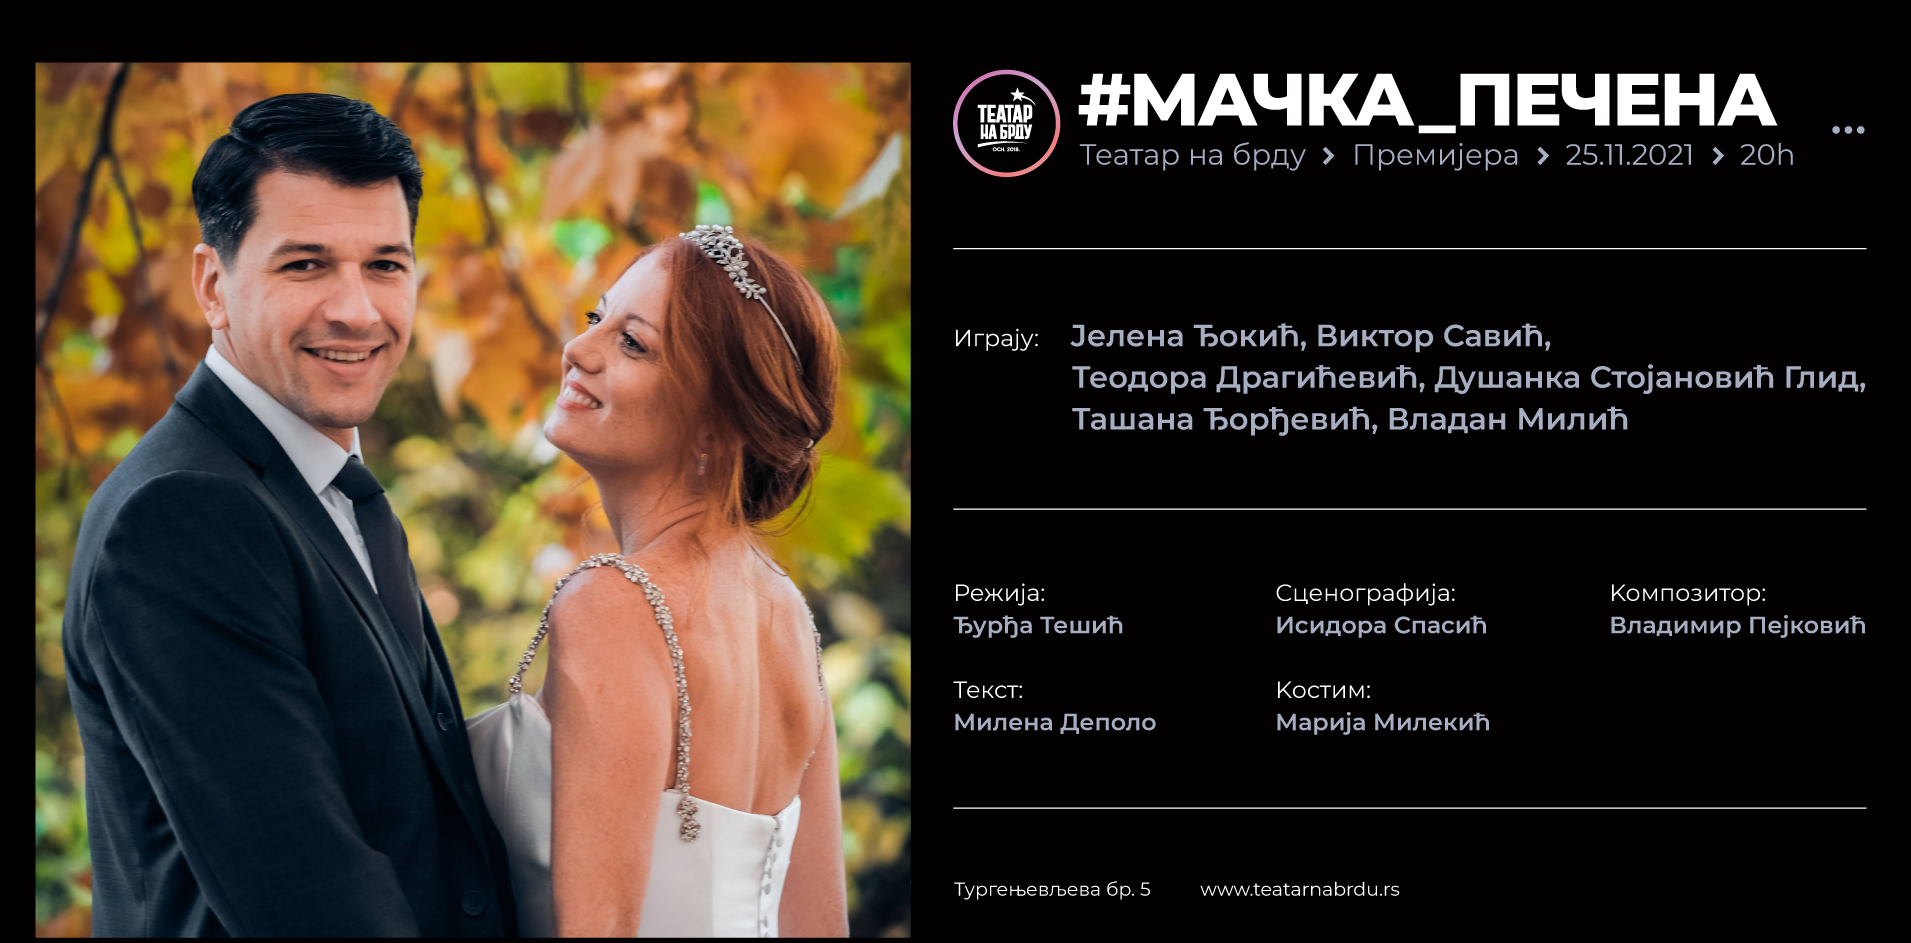 ТЕАТАР
НА БРДУ
ОСН. 2018.
#МАЧКА_ПЕЧЕНА
Театар на брду > Премијера > 25.11.2021 > 20h
Играју: Јелена Ђокић, Виктор Савић,
Теодора Драгићевић, Душанка Стојановић Глид,
Ташана Ђорђевић, Владан Милић
Режија:
Ђурђа Тешић
Сценографија:
Исидора Спасић
Композитор:
Владимир Пејковић
Текст:
Милена Деполо
Костим:
Марија Милекић
Тургењевљева бр. 5 www.teatarnabrdu.rs